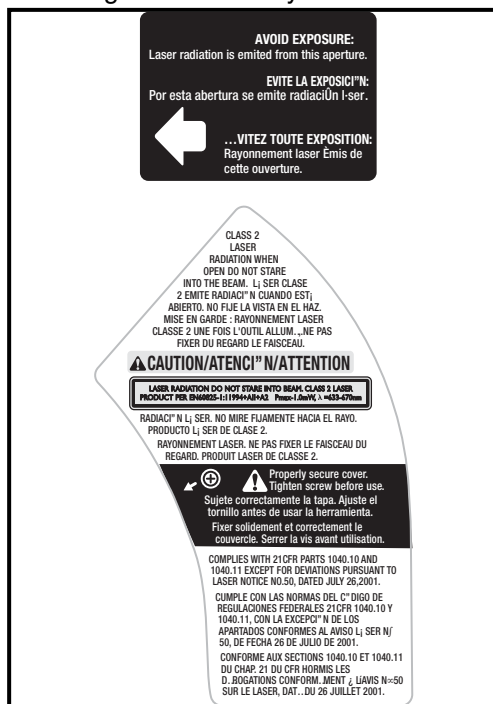 AVOID EXPOSURE:
Laser radiation is emited from this aperture.
EVITE LA EXPOSICI"N:
Por esta abertura se emite radiaciÛn l·ser.
...VITEZ TOUTE EXPOSITION:
Rayonnement laser Èmis de
cette ouverture.
CLASS 2
LASER
RADIATION WHEN
OPEN DO NOT STARE
INTO THE BEAM. L¡ SER CLASE
2 EMITE RADIACI" N CUANDO EST¡
ABIERTO. NO FIJE LA VISTA EN EL HAZ.
MISE EN GARDE : RAYONNEMENT LASER
CLASSE 2 UNE FOIS L'OUTIL ALLUM...NE PAS
FIXER DU REGARD LE FAISCEAU.
CAUTION/ATENCI" N/ATTENTION
LASER RADIATION DO NOT STARE INTO BEAM. CLASS 2 LASER
PRODUCT PER EN60825-1:11994+AII+A2 Pmax-1.0mW, λ =633-670nm
RADIACI" N L¡ SER. NO MIRE FIJAMENTE HACIA EL RAYO.
PRODUCTO L¡ SER DE CLASE 2.
RAYONNEMENT LASER. NE PAS FIXER LE FAISCEAU DU
REGARD. PRODUIT LASER DE CLASSE 2.
Properly secure cover.
Tighten screw before use.
Sujete correctamente la tapa. Ajuste el
tornillo antes de usar la herramienta.
Fixer solidement et correctement le
couvercle. Serrer la vis avant utilisation.
COMPLIES WITH 21CFR PARTS 1040.10 AND
1040.11 EXCEPT FOR DEVIATIONS PURSUANT TO
LASER NOTICE NO.50, DATED JULY 26,2001.
CUMPLE CON LAS NORMAS DEL C" DIGO DE
REGULACIONES FEDERALES 21CFR 1040.10 Y
1040.11, CON LA EXCEPCI" N DE LOS
APARTADOS CONFORMES AL AVISO L¡ SER N∫
50, DE FECHA 26 DE JULIO DE 2001.
CONFORME AUX SECTIONS 1040.10 ET 1040.11
DU CHAP. 21 DU CFR HORMIS LES
D..ROGATIONS CONFORM..MENT ¿ LÍAVIS N∞50
SUR LE LASER, DAT.. DU 26 JUILLET 2001.